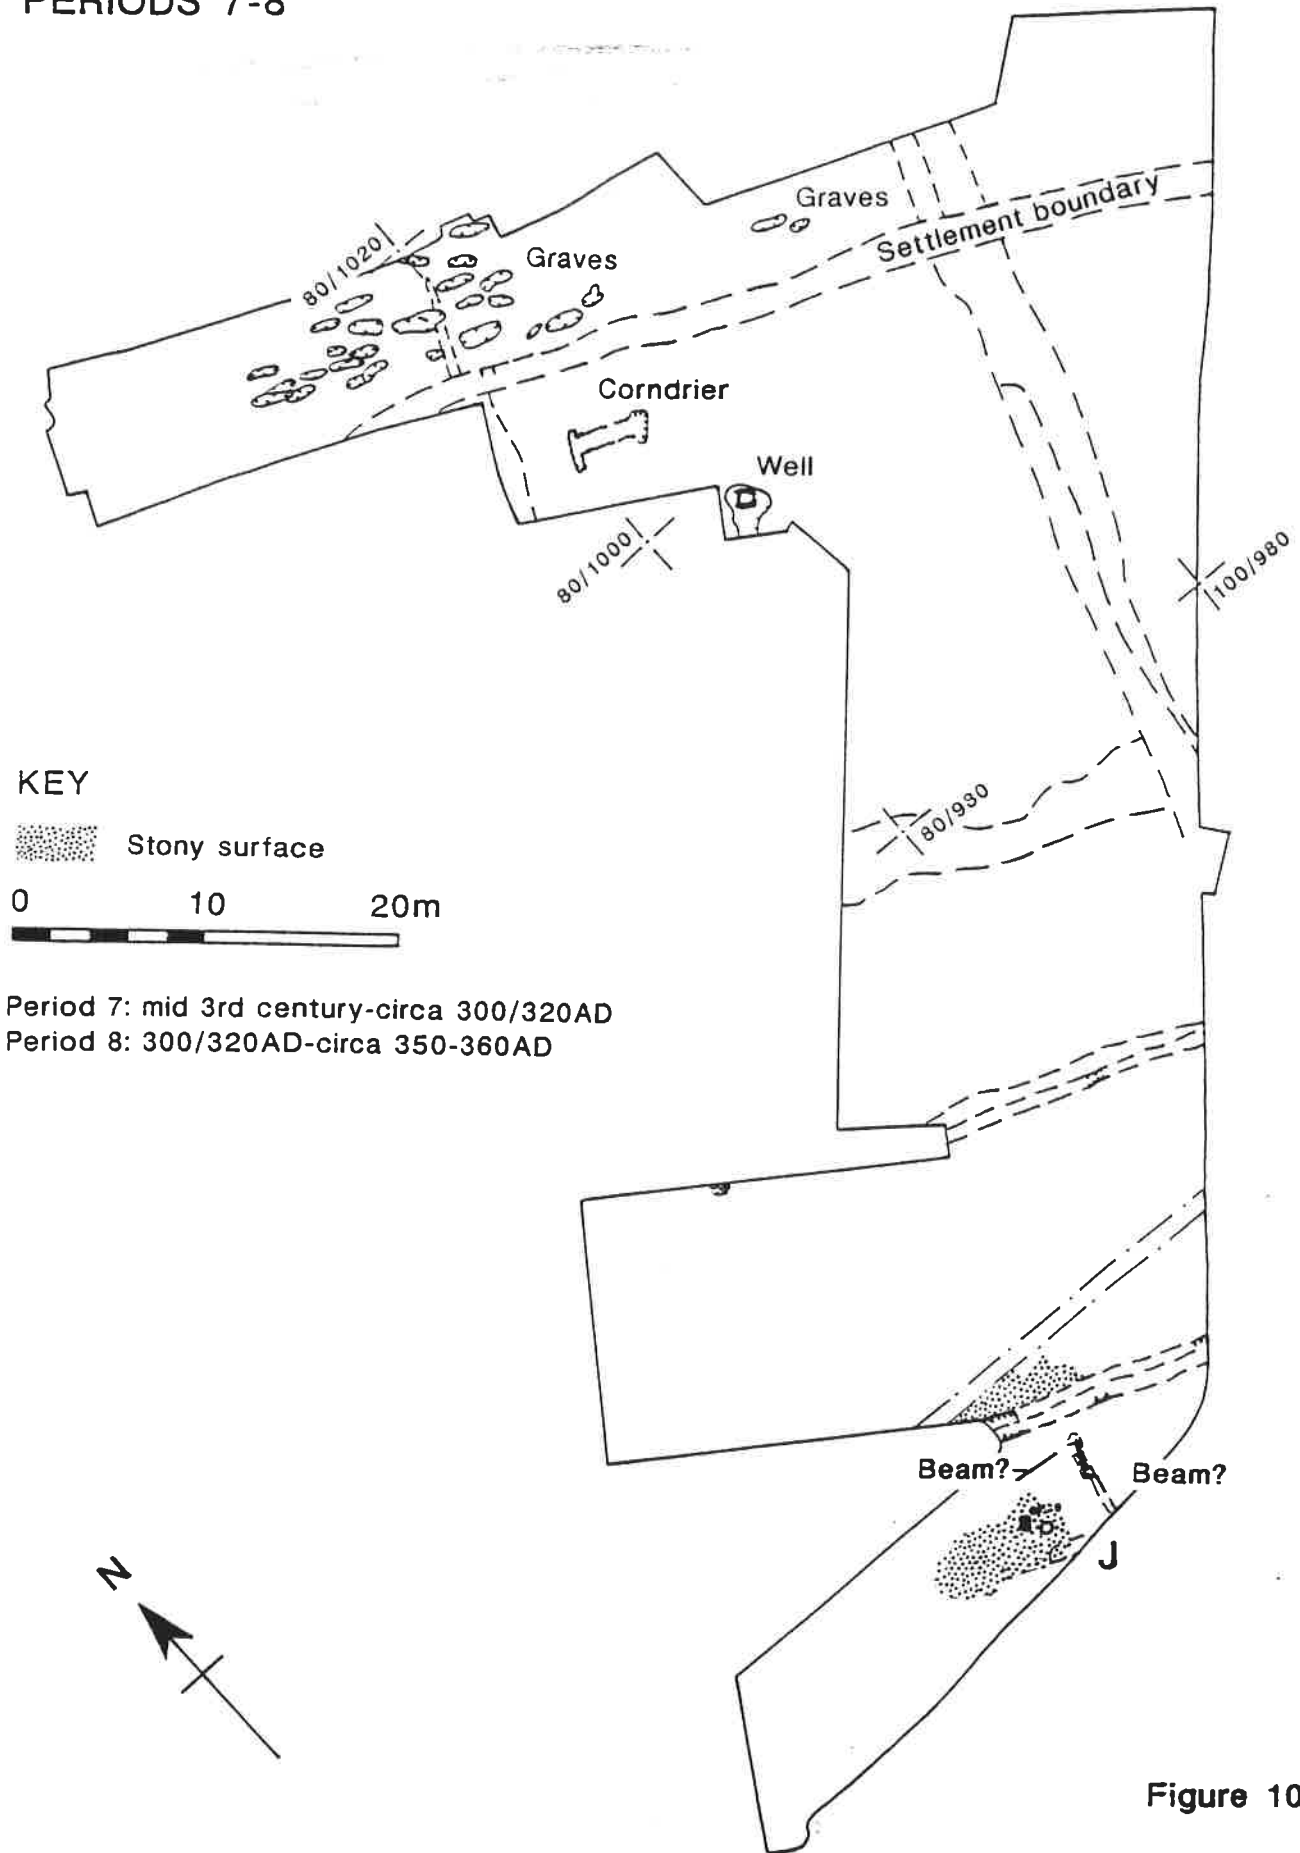 PERIODS 7-8
Graves
Settlement boundary
80/1020
Graves
Corndrier
Well
80/1000
100/980
80/980
KEY
Stony surface
0 10 20m
Period 7: mid 3rd century-circa 300/320AD
Period 8: 300/320AD-circa 350-360AD
Beam?
Beam?
J
N
Figure 10